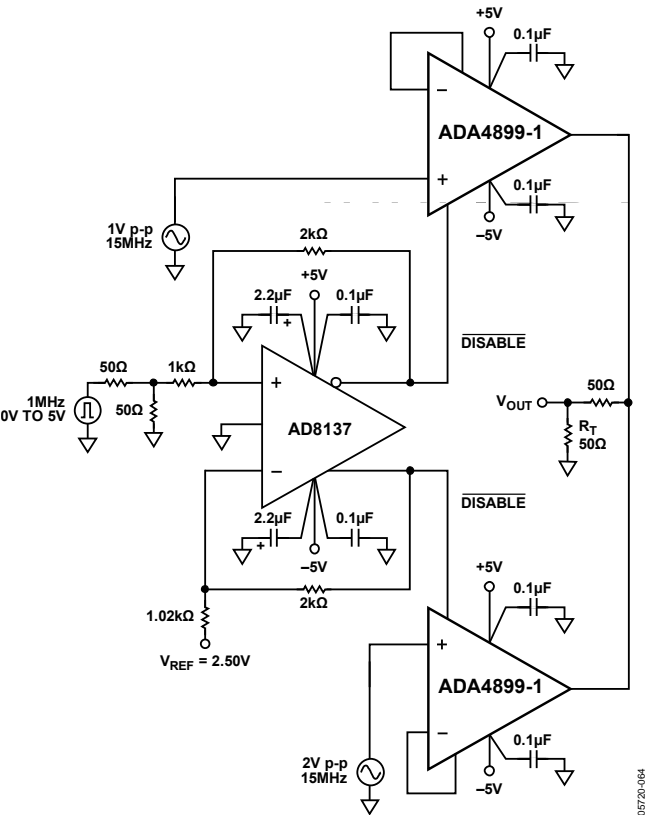 +5V
0.1µF
–
ADA4899-1
+
0.1µF
–5V
1V p-p
15MHz
2kΩ
+5V
2.2µF
0.1µF
+
DISABLE
50Ω
1kΩ
1MHz
0V TO 5V
50Ω
+
AD8137
–
VOUT
50Ω
RT
50Ω
DISABLE
2.2µF
0.1µF
+
–5V
2kΩ
1.02kΩ
VREF = 2.50V
+5V
0.1µF
+
ADA4899-1
–
0.1µF
–5V
2V p-p
15MHz
05720-064